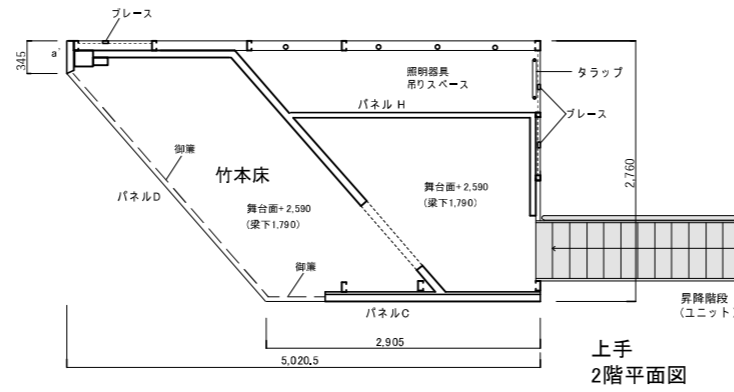 ブレース
345
a'
照明器具
吊りスペース
タラップ
パネル H
ブレース
御簾
竹本床
パネルD
舞台面+2,590
(梁下1,790)
舞台面+2,590
(梁下1,790)
2,760
御簾
パネルC
昇降階段
(ユニット)
2,905
5,020.5
上手
2階平面図